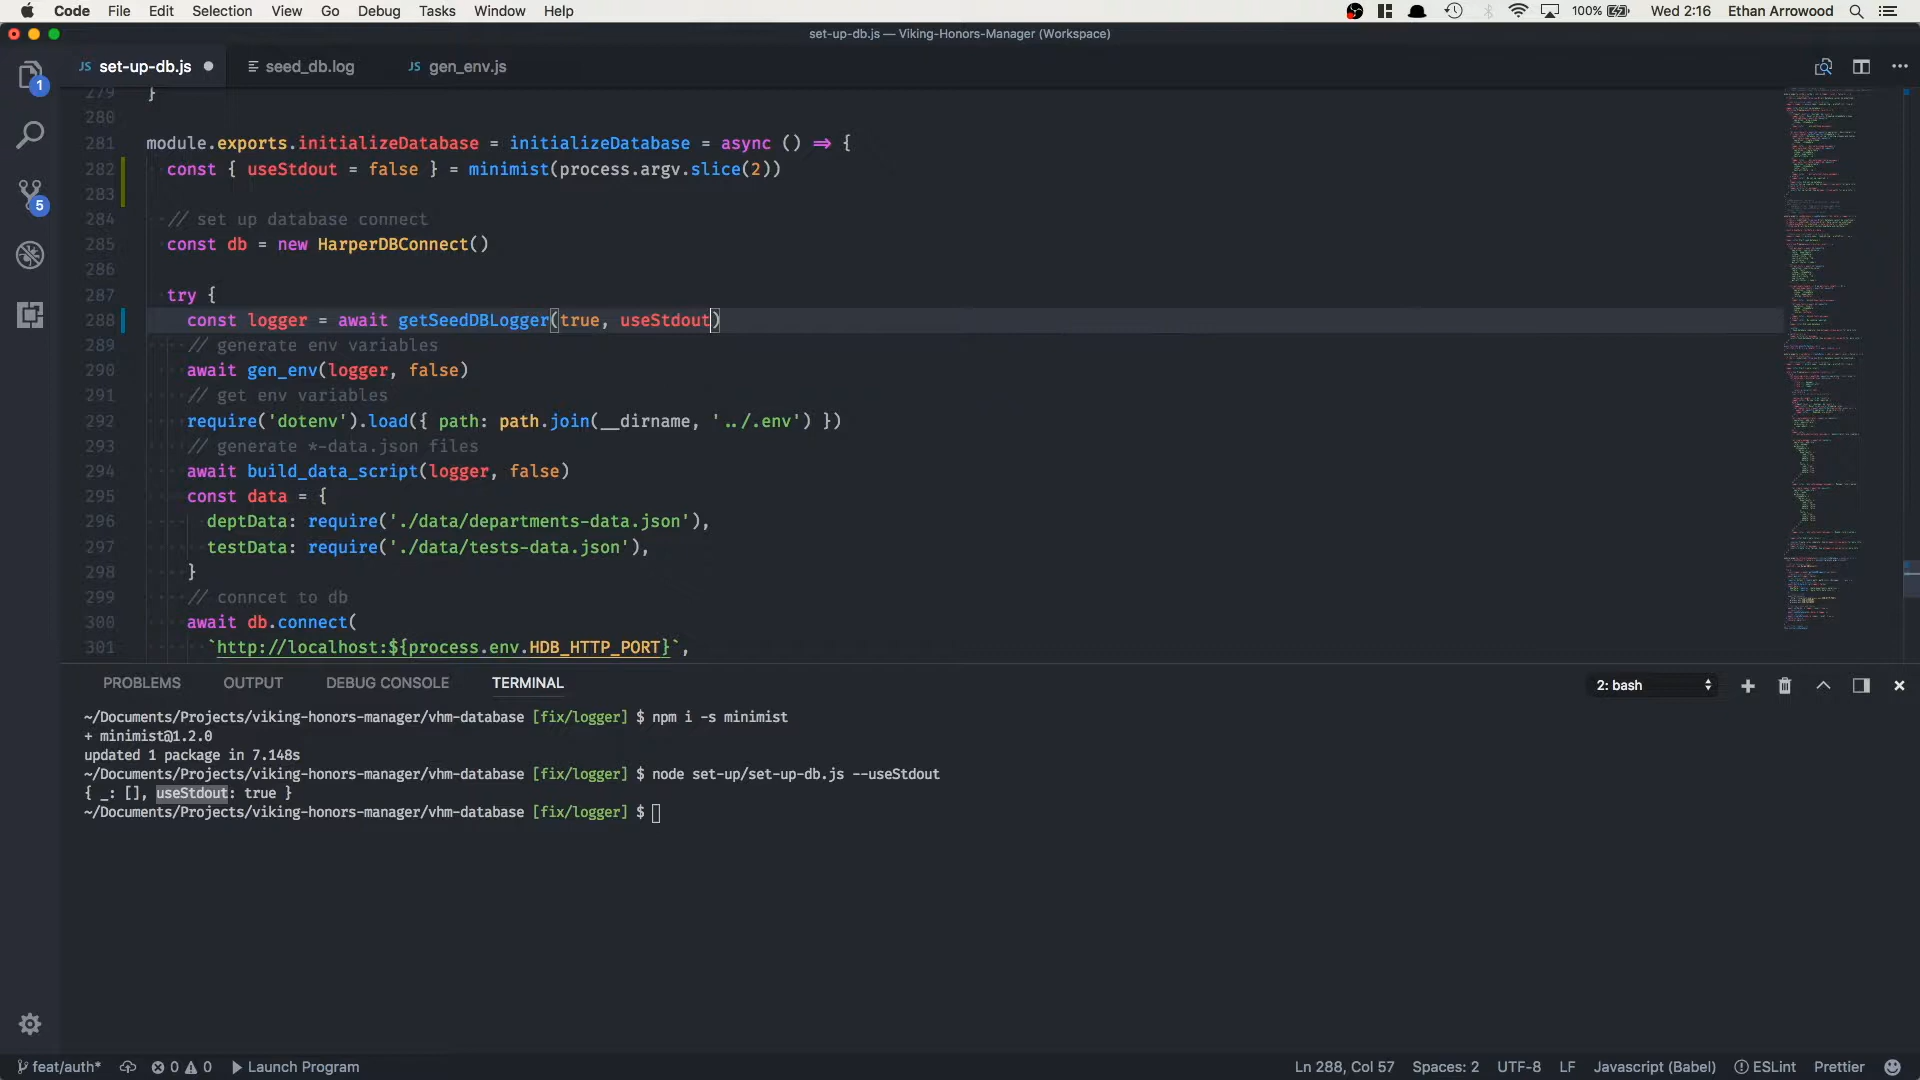 Code File Edit Selection View Go Debug Tasks Window Help 100% Wed 2:16 Ethan Arrowood
set-up-db.js — Viking-Honors-Manager (Workspace)
JS set-up-db.js seed_db.log JS gen_env.js
1
5
279 }
280
281 module.exports.initializeDatabase = initializeDatabase = async () ⇒ {
282 const { useStdout = false } = minimist(process.argv.slice(2))
283
284 // set up database connect
285 const db = new HarperDBConnect()
286
287 try {
288 const logger = await getSeedDBLogger(true, useStdout)
289 // generate env variables
290 await gen_env(logger, false)
291 // get env variables
292 require('dotenv').load({ path: path.join(__dirname, '../.env') })
293 // generate *-data.json files
294 await build_data_script(logger, false)
295 const data = {
296 deptData: require('./data/departments-data.json'),
297 testData: require('./data/tests-data.json'),
298 }
299 // conncet to db
300 await db.connect(
301 `http://localhost:${process.env.HDB_HTTP_PORT}`,
PROBLEMS OUTPUT DEBUG CONSOLE TERMINAL 2: bash
~/Documents/Projects/viking-honors-manager/vhm-database [fix/logger] $ npm i -s minimist
+ minimist@1.2.0
updated 1 package in 7.148s
~/Documents/Projects/viking-honors-manager/vhm-database [fix/logger] $ node set-up/set-up-db.js --useStdout
{ _: [], useStdout: true }
~/Documents/Projects/viking-honors-manager/vhm-database [fix/logger] $
feat/auth* 0 0 Launch Program Ln 288, Col 57 Spaces: 2 UTF-8 LF Javascript (Babel) ESLint Prettier